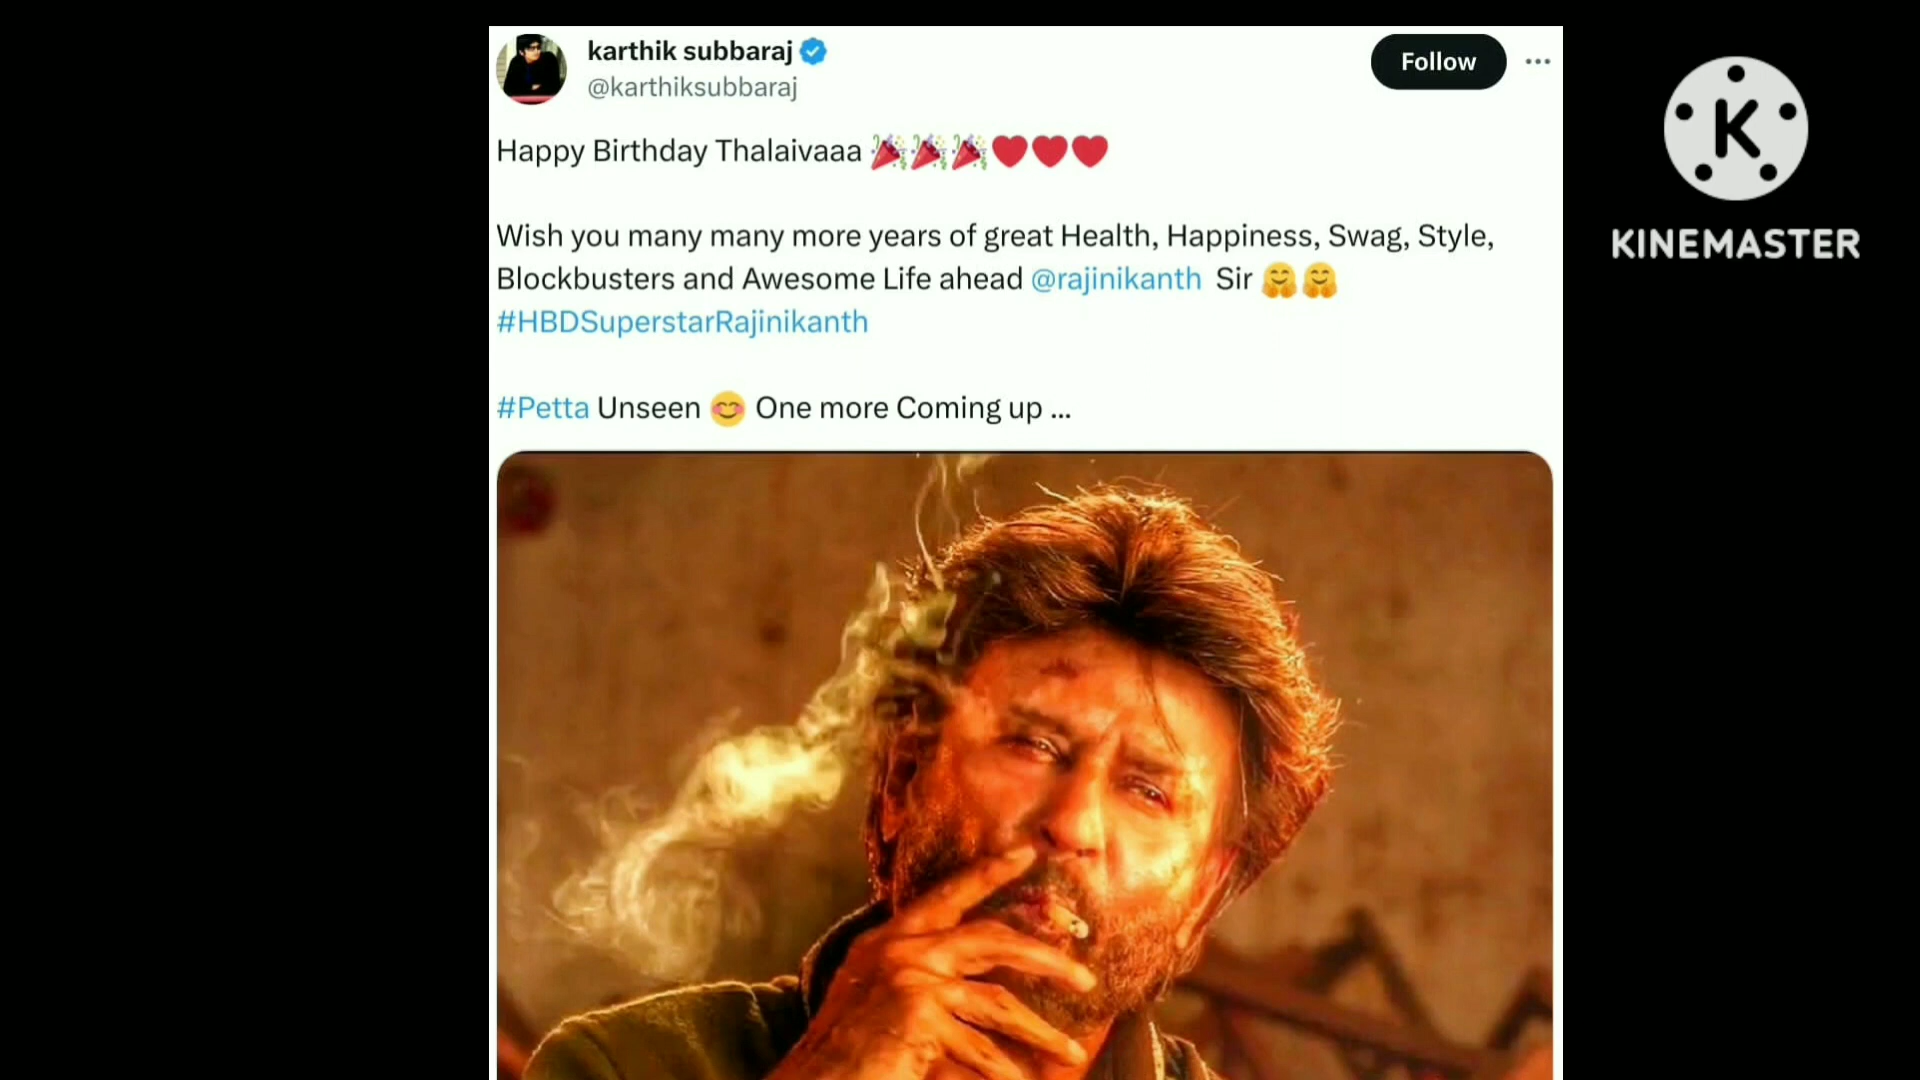 karthik subbaraj
@karthiksubbaraj
Follow
Happy Birthday Thalaivaaa 🎉🎉🎉❤️❤️❤️
Wish you many many more years of great Health, Happiness, Swag, Style,
Blockbusters and Awesome Life ahead @rajinikanth Sir 🤗🤗
#HBDSuperstarRajinikanth
#Petta Unseen 😊 One more Coming up ...
K
KINEMASTER